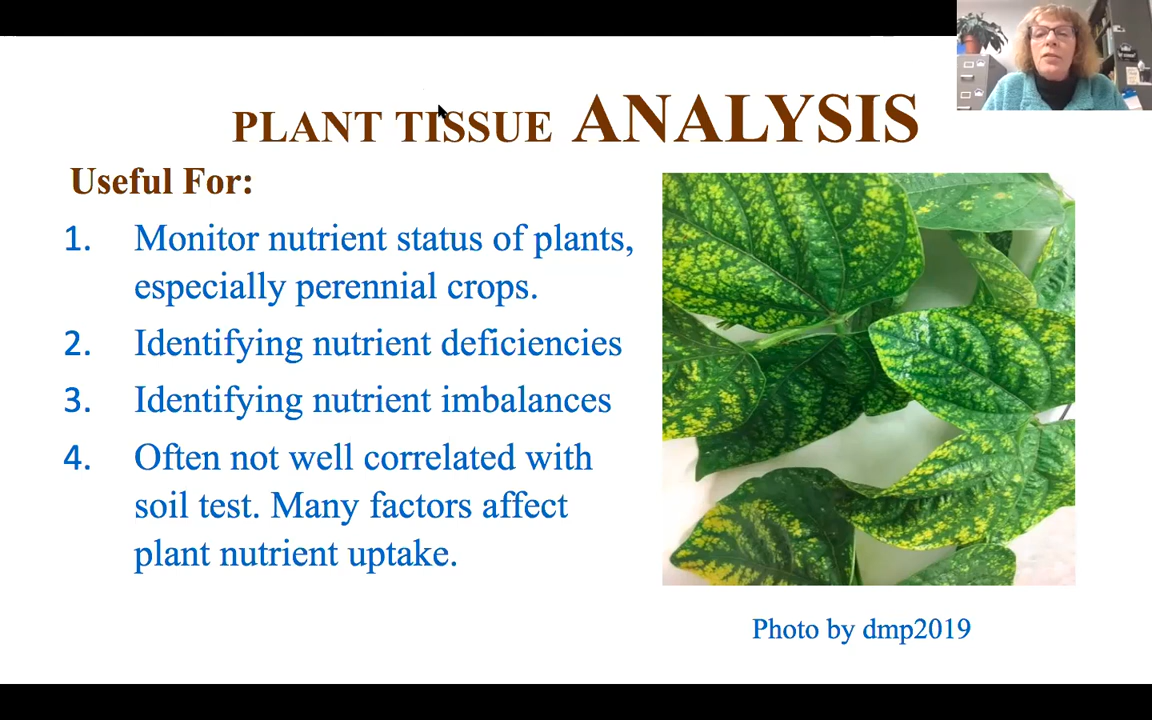 PLANT TISSUE ANALYSIS
Useful For:
1. Monitor nutrient status of plants,
especially perennial crops.
2. Identifying nutrient deficiencies
3. Identifying nutrient imbalances
4. Often not well correlated with
soil test. Many factors affect
plant nutrient uptake.
Photo by dmp2019